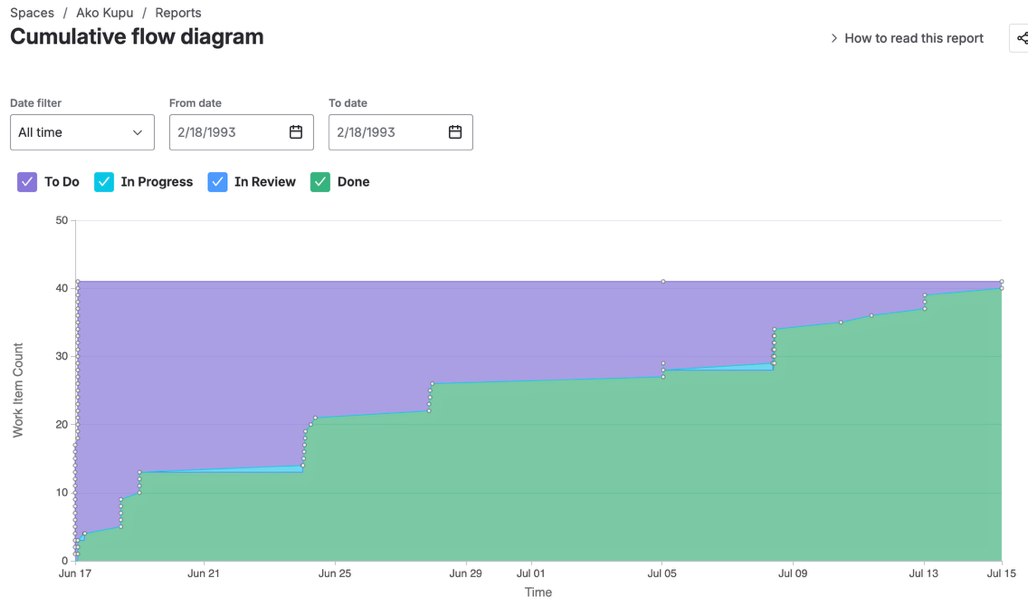 Spaces / Ako Kupu / Reports
Cumulative flow diagram
How to read this report
Date filter
From date
To date
All time
2/18/1993
2/18/1993
To Do
In Progress
In Review
Done
50
40
30
20
10
0
Work Item Count
Jun 17
Jun 21
Jun 25
Jun 29
Jul 01
Jul 05
Jul 09
Jul 13
Jul 15
Time